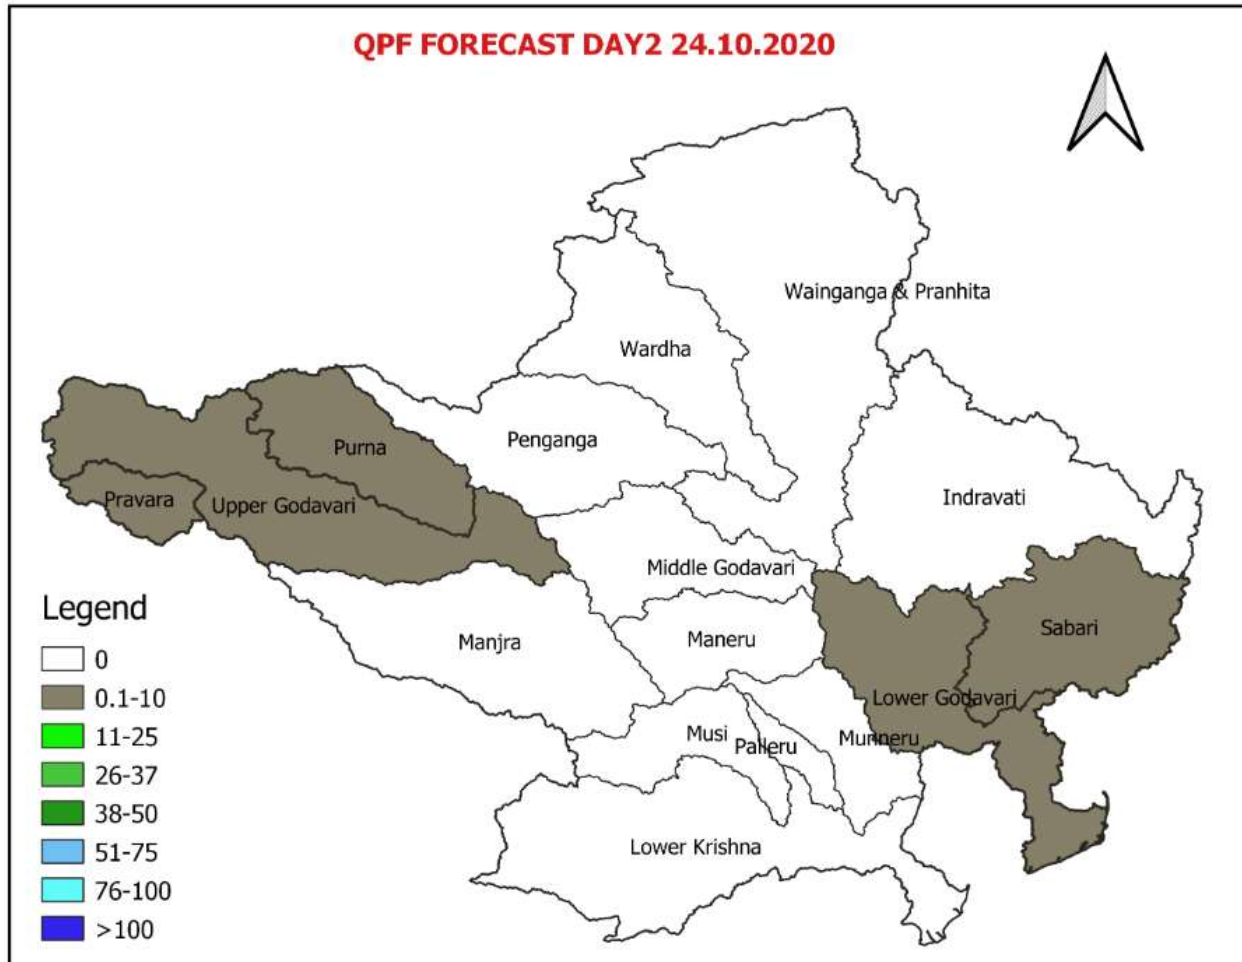 QPF FORECAST DAY2 24.10.2020
Wainganga & Pranhita
Wardha
Penganga
Purna
Pravara
Upper Godavari
Indravati
Middle Godavari
Maneru
Manjra
Sabari
Lower Godavari
Musi
Palleru
Munneru
Lower Krishna
Legend
0
0.1-10
11-25
26-37
38-50
51-75
76-100
>100